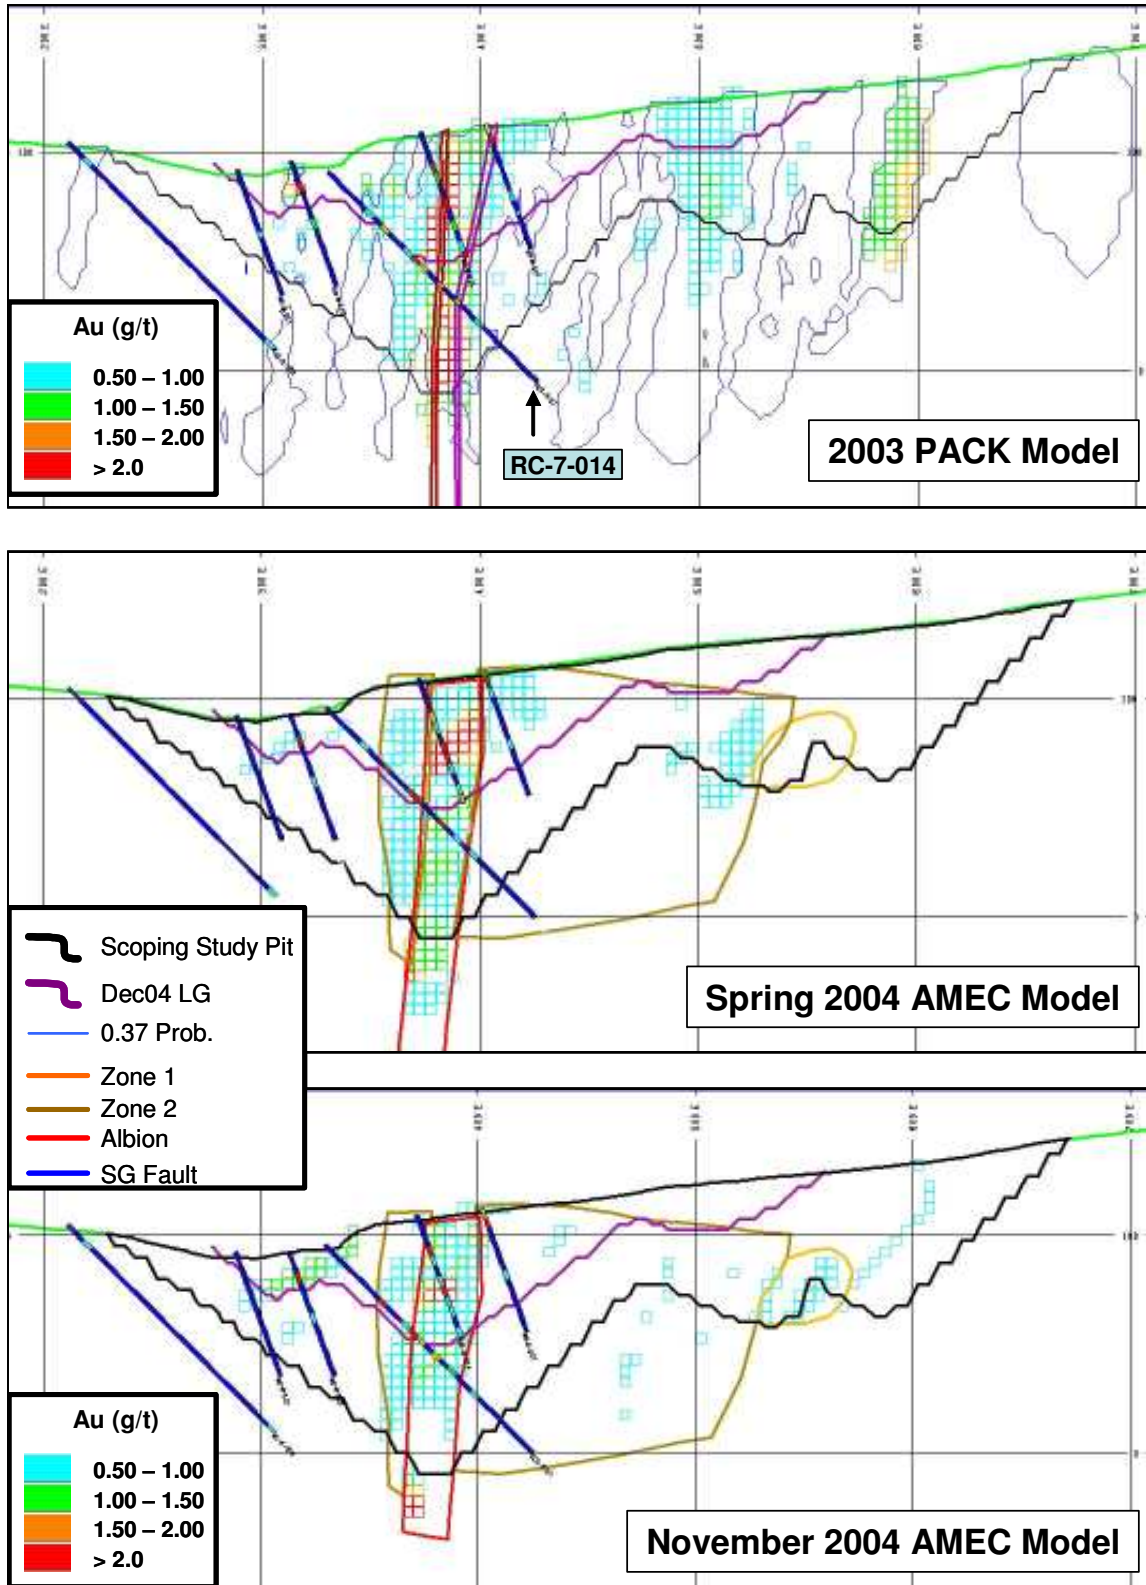 Au (g/t)
0.50 – 1.00
1.00 – 1.50
1.50 – 2.00
> 2.0
RC-7-014
2003 PACK Model
Scoping Study Pit
Dec04 LG
0.37 Prob.
Zone 1
Zone 2
Albion
SG Fault
Spring 2004 AMEC Model
Au (g/t)
0.50 – 1.00
1.00 – 1.50
1.50 – 2.00
> 2.0
November 2004 AMEC Model